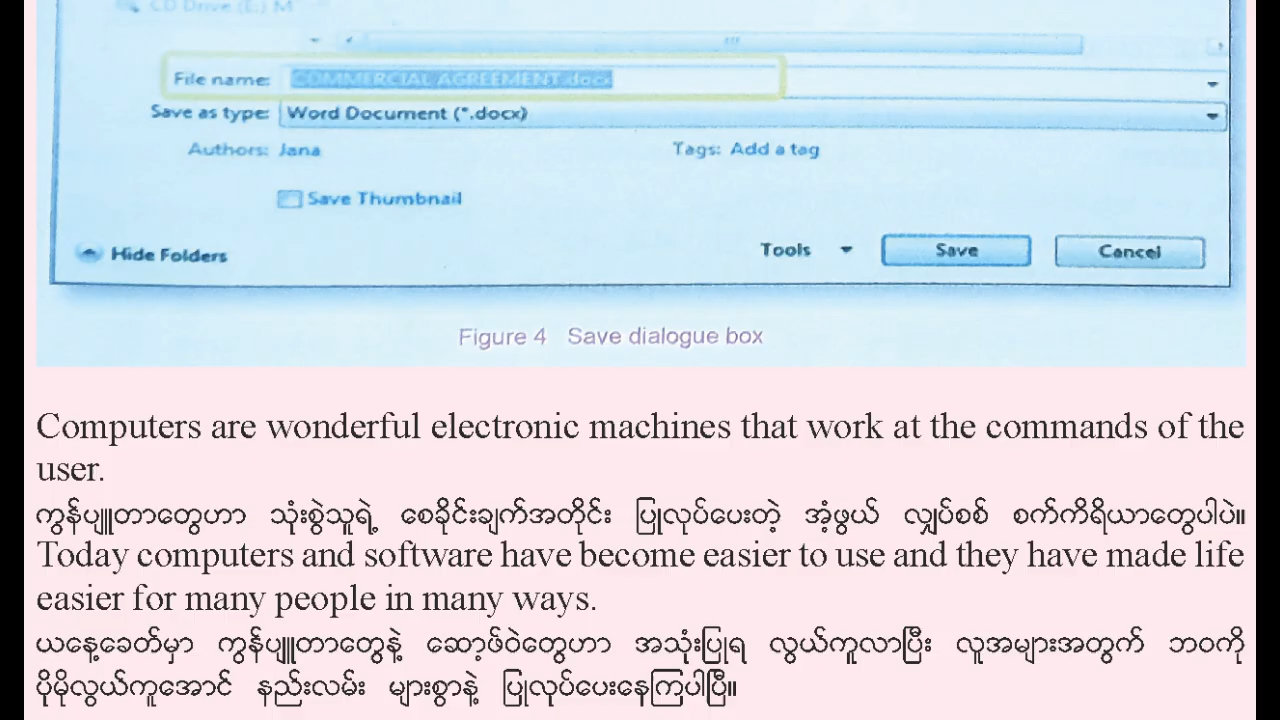 CD Drive (E:) M
File name: COMMERCIAL AGREEMENT.docx
Save as type: Word Document (*.docx)
Authors: Jana
Tags: Add a tag
Save Thumbnail
Hide Folders
Tools
Save
Cancel
Figure 4 Save dialogue box
Computers are wonderful electronic machines that work at the commands of the
user.
ကွန်ပျူတာတွေဟာ သုံးစွဲသူရဲ့ စေခိုင်းချက်အတိုင်း ပြုလုပ်ပေးတဲ့ အံ့ဖွယ် လျှပ်စစ် စက်ကိရိယာတွေပါပဲ။
Today computers and software have become easier to use and they have made life
easier for many people in many ways.
ယနေ့ခေတ်မှာ ကွန်ပျူတာတွေနဲ့ ဆော့ဖ်ဝဲတွေဟာ အသုံးပြုရ လွယ်ကူလာပြီး လူအများအတွက် ဘဝကို
ပိုမိုလွယ်ကူအောင် နည်းလမ်း များစွာနဲ့ ပြုလုပ်ပေးနေကြပါပြီ။